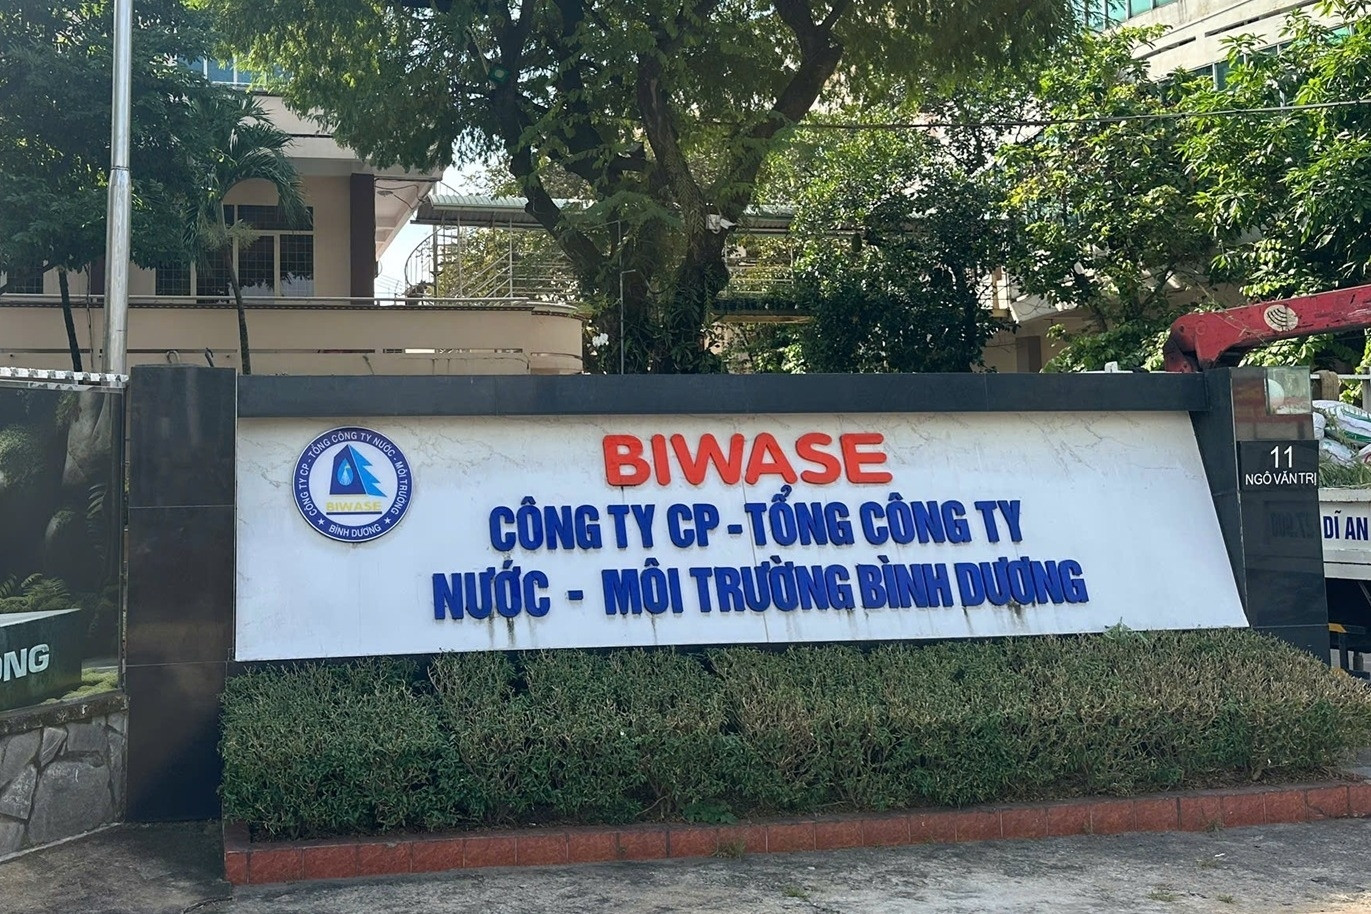 BIWASE
CÔNG TY CP - TỔNG CÔNG TY
NƯỚC - MÔI TRƯỜNG BÌNH DƯƠNG
CÔNG TY CP - TỔNG CÔNG TY NƯỚC - MÔI TRƯỜNG
BIWASE
★ BÌNH DƯƠNG ★
11
NGÔ VĂN TRỊ
DĨ AN
ONG